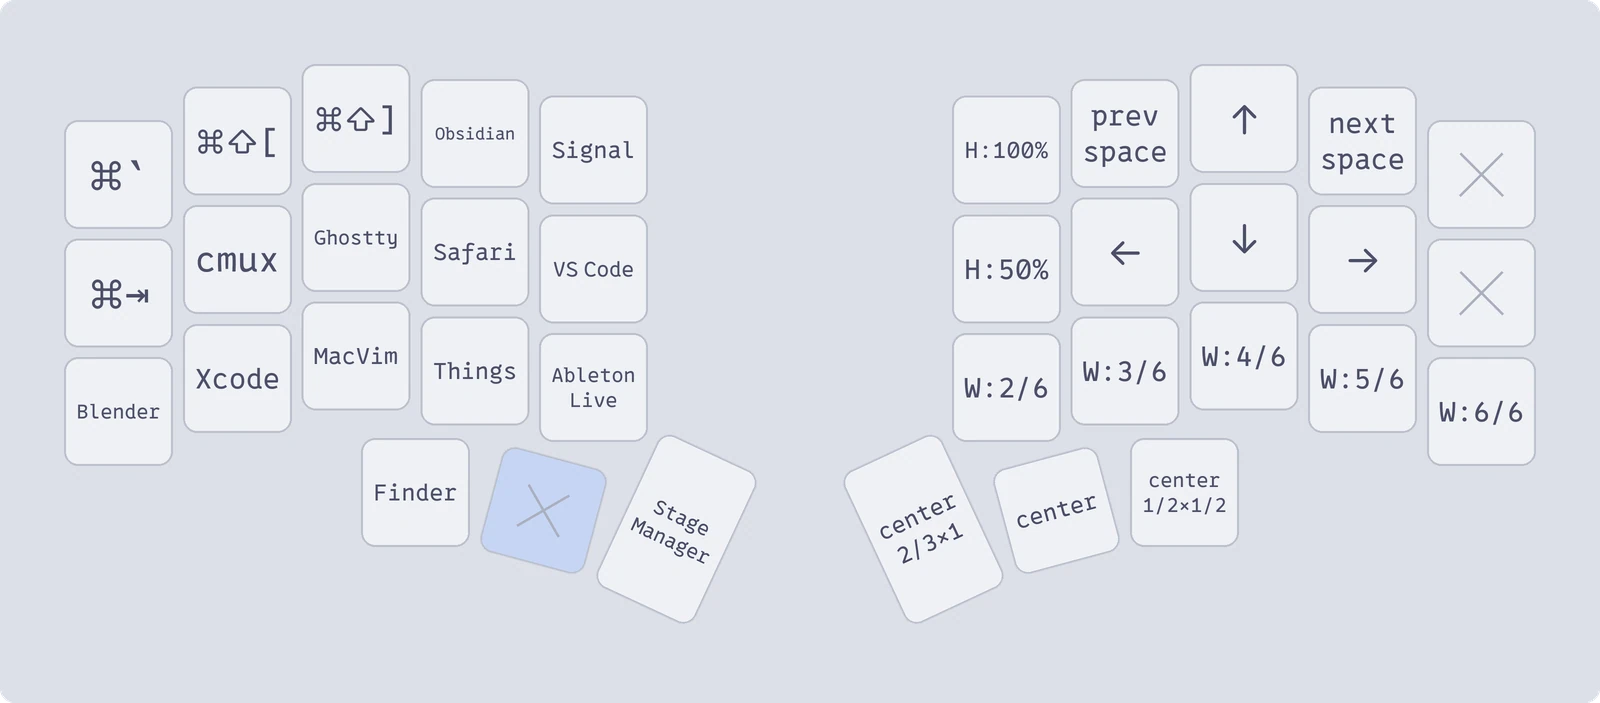 ⌘`
⌘⇧[
⌘⇧]
Obsidian
Signal
⌘⇥
cmux
Ghostty
Safari
VS Code
Blender
Xcode
MacVim
Things
Ableton
Live
Finder
Stage
Manager
H:100%
prev
space
↑
next
space
H:50%
←
↓
→
W:2/6
W:3/6
W:4/6
W:5/6
W:6/6
center
2/3×1
center
center
1/2×1/2